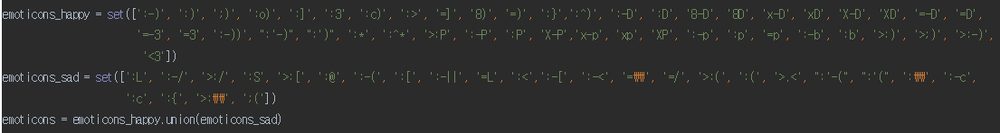 emoticons_happy = set([':-)', ':)', ';)', ':o)', ':]', ':3', ':c)', ':>', '=]', '8)', '=)', ':}',':^)', ':-D', ':D', '8-D', '8D', 'x-D', 'xD', 'X-D', 'XD', '=-D', '=D',
'=-3', '=3', ':-))', ":'-)", ":')", ':*', ':^*', '>:P', ':-P', ':P', 'X-P','x-p', 'xp', 'XP', ':-p', ':p', '=p', ':-b', ':b', '>:)', '>;)', '>:-)',
'<3'])
emoticons_sad = set([':L', ':-/', '>:/', ':S', '>:[', ':@', ':-(', ':[', ':-||', '=L', ':<',':-[', ':-<', '=₩₩', '=/', '>:(', ':(', '>.<', ":'-(", ":'(", ':₩₩', ':-c',
':c', ':{', '>:₩₩', ';('])
emoticons = emoticons_happy.union(emoticons_sad)